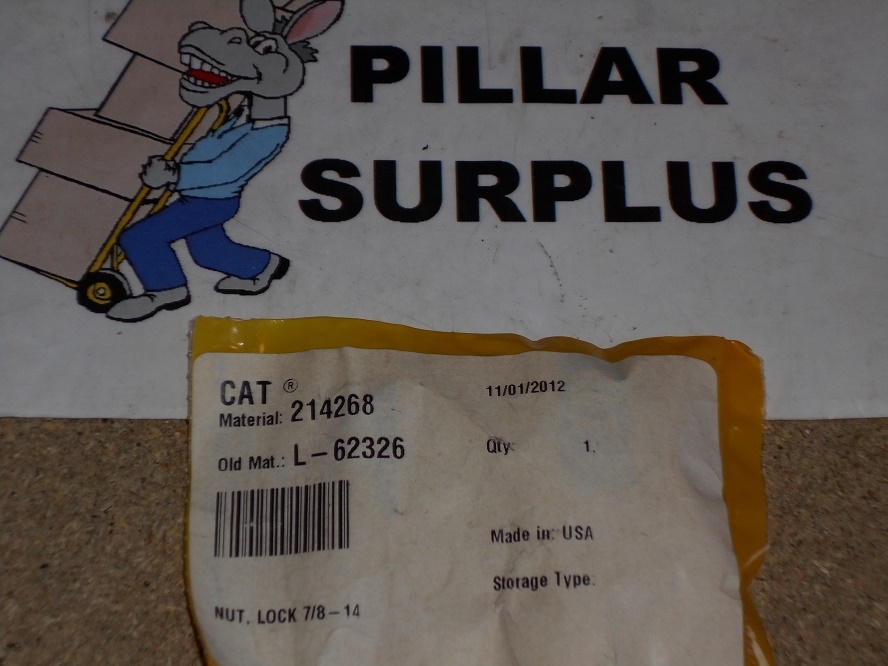 PILLAR
SURPLUS
CAT ®
11/01/2012
Material: 214268
Old Mat.: L-62326
Qty: 1.
Made in: USA
Storage Type:
NUT, LOCK 7/8-14